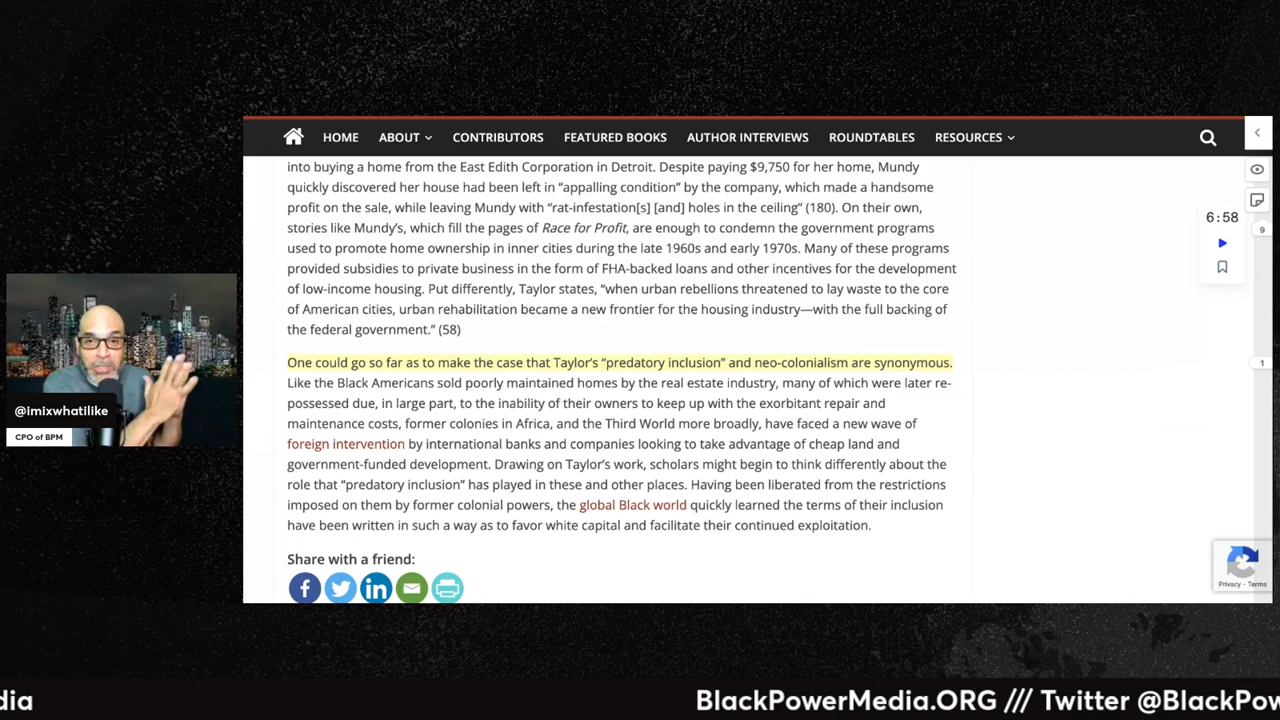 HOME ABOUT CONTRIBUTORS FEATURED BOOKS AUTHOR INTERVIEWS ROUNDTABLES RESOURCES
into buying a home from the East Edith Corporation in Detroit. Despite paying $9,750 for her home, Mundy
quickly discovered her house had been left in “appalling condition” by the company, which made a handsome
profit on the sale, while leaving Mundy with “rat-infestation[s] [and] holes in the ceiling” (180). On their own,
stories like Mundy’s, which fill the pages of Race for Profit, are enough to condemn the government programs
used to promote home ownership in inner cities during the late 1960s and early 1970s. Many of these programs
provided subsidies to private business in the form of FHA-backed loans and other incentives for the development
of low-income housing. Put differently, Taylor states, “when urban rebellions threatened to lay waste to the core
of American cities, urban rehabilitation became a new frontier for the housing industry—with the full backing of
the federal government.” (58)
One could go so far as to make the case that Taylor’s “predatory inclusion” and neo-colonialism are synonymous.
Like the Black Americans sold poorly maintained homes by the real estate industry, many of which were later re-
possessed due, in large part, to the inability of their owners to keep up with the exorbitant repair and
maintenance costs, former colonies in Africa, and the Third World more broadly, have faced a new wave of
foreign intervention by international banks and companies looking to take advantage of cheap land and
government-funded development. Drawing on Taylor’s work, scholars might begin to think differently about the
role that “predatory inclusion” has played in these and other places. Having been liberated from the restrictions
imposed on them by former colonial powers, the global Black world quickly learned the terms of their inclusion
have been written in such a way as to favor white capital and facilitate their continued exploitation.
Share with a friend:
6:58
9
1
Privacy - Terms
@imixwhatilike
CPO of BPM
dia BlackPowerMedia.ORG /// Twitter @BlackPow